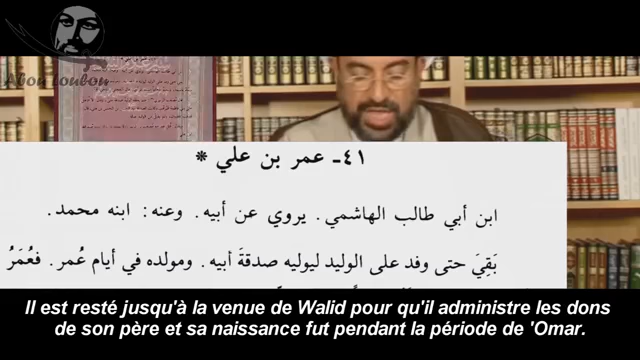 Abou Loubou
٤١- عمر بن علي *
ابن أبي طالب الهاشمي. يروي عن أبيه. وعنه: ابنه محمد.
بَقِيَ حتى وفد على الوليد ليوليه صدقةَ أبيه. ومولده في أيام عُمر. فعُمَرُ
Il est resté jusqu'à la venue de Walid pour qu'il administre les dons
de son père et sa naissance fut pendant la période de 'Omar.